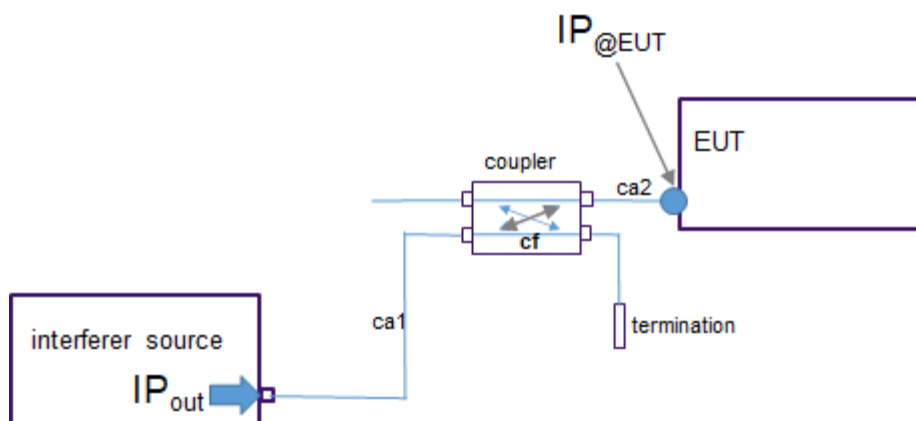 IP@EUT
EUT
coupler
ca2
cf
ca1
termination
interferer source
IPout